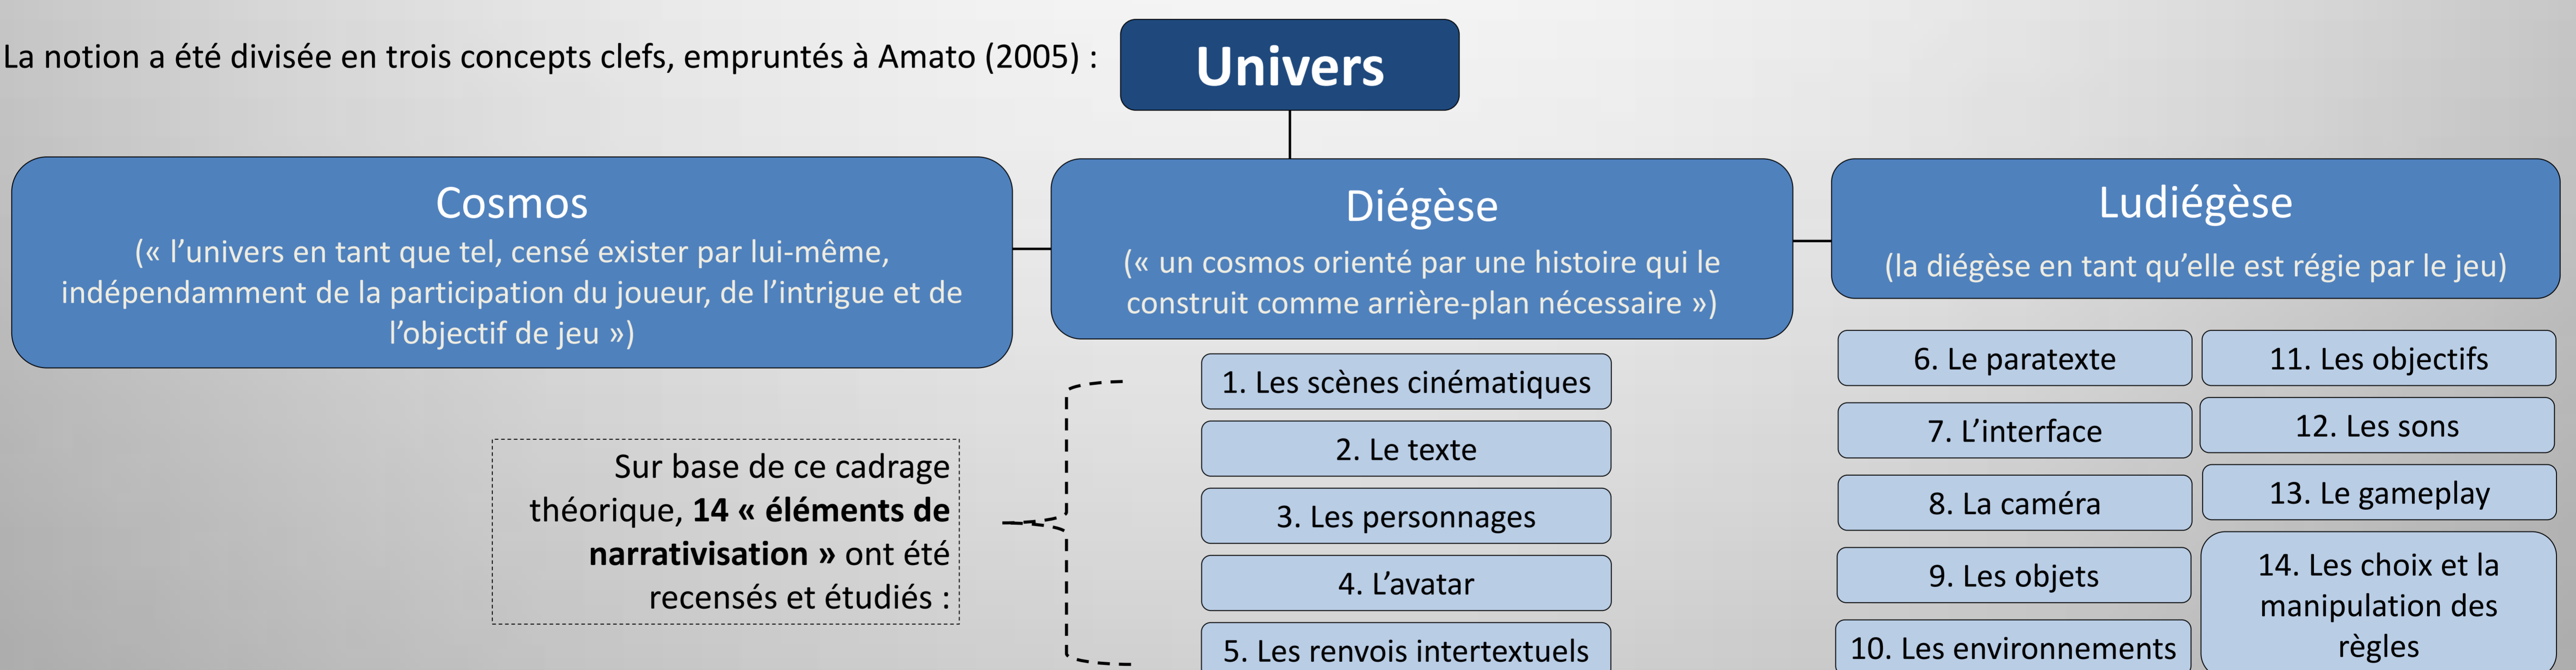 La notion a été divisée en trois concepts clefs, empruntés à Amato (2005) :
Univers
Cosmos
(« l’univers en tant que tel, censé exister par lui-même,
indépendamment de la participation du joueur, de l’intrigue et de
l’objectif de jeu »)
Diégèse
(« un cosmos orienté par une histoire qui le
construit comme arrière-plan nécessaire »)
Ludiégèse
(la diégèse en tant qu’elle est régie par le jeu)
Sur base de ce cadrage
théorique, 14 « éléments de
narrativisation » ont été
recensés et étudiés :
1. Les scènes cinématiques
2. Le texte
3. Les personnages
4. L’avatar
5. Les renvois intertextuels
6. Le paratexte
7. L’interface
8. La caméra
9. Les objets
10. Les environnements
11. Les objectifs
12. Les sons
13. Le gameplay
14. Les choix et la
manipulation des
règles